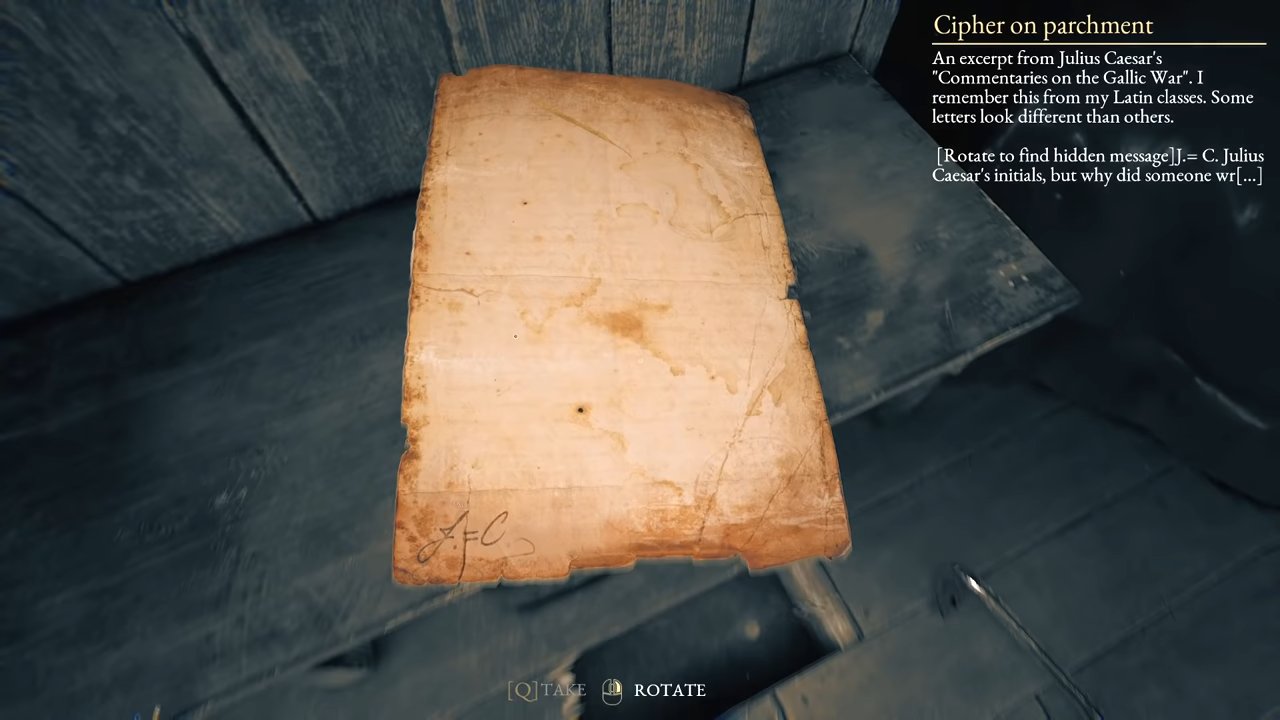 Cipher on parchment
An excerpt from Julius Caesar's
"Commentaries on the Gallic War". I
remember this from my Latin classes. Some
letters look different than others.
[Rotate to find hidden message]J.= C. Julius
Caesar's initials, but why did someone wr[...]
J.=C
[Q]TAKE ROTATE